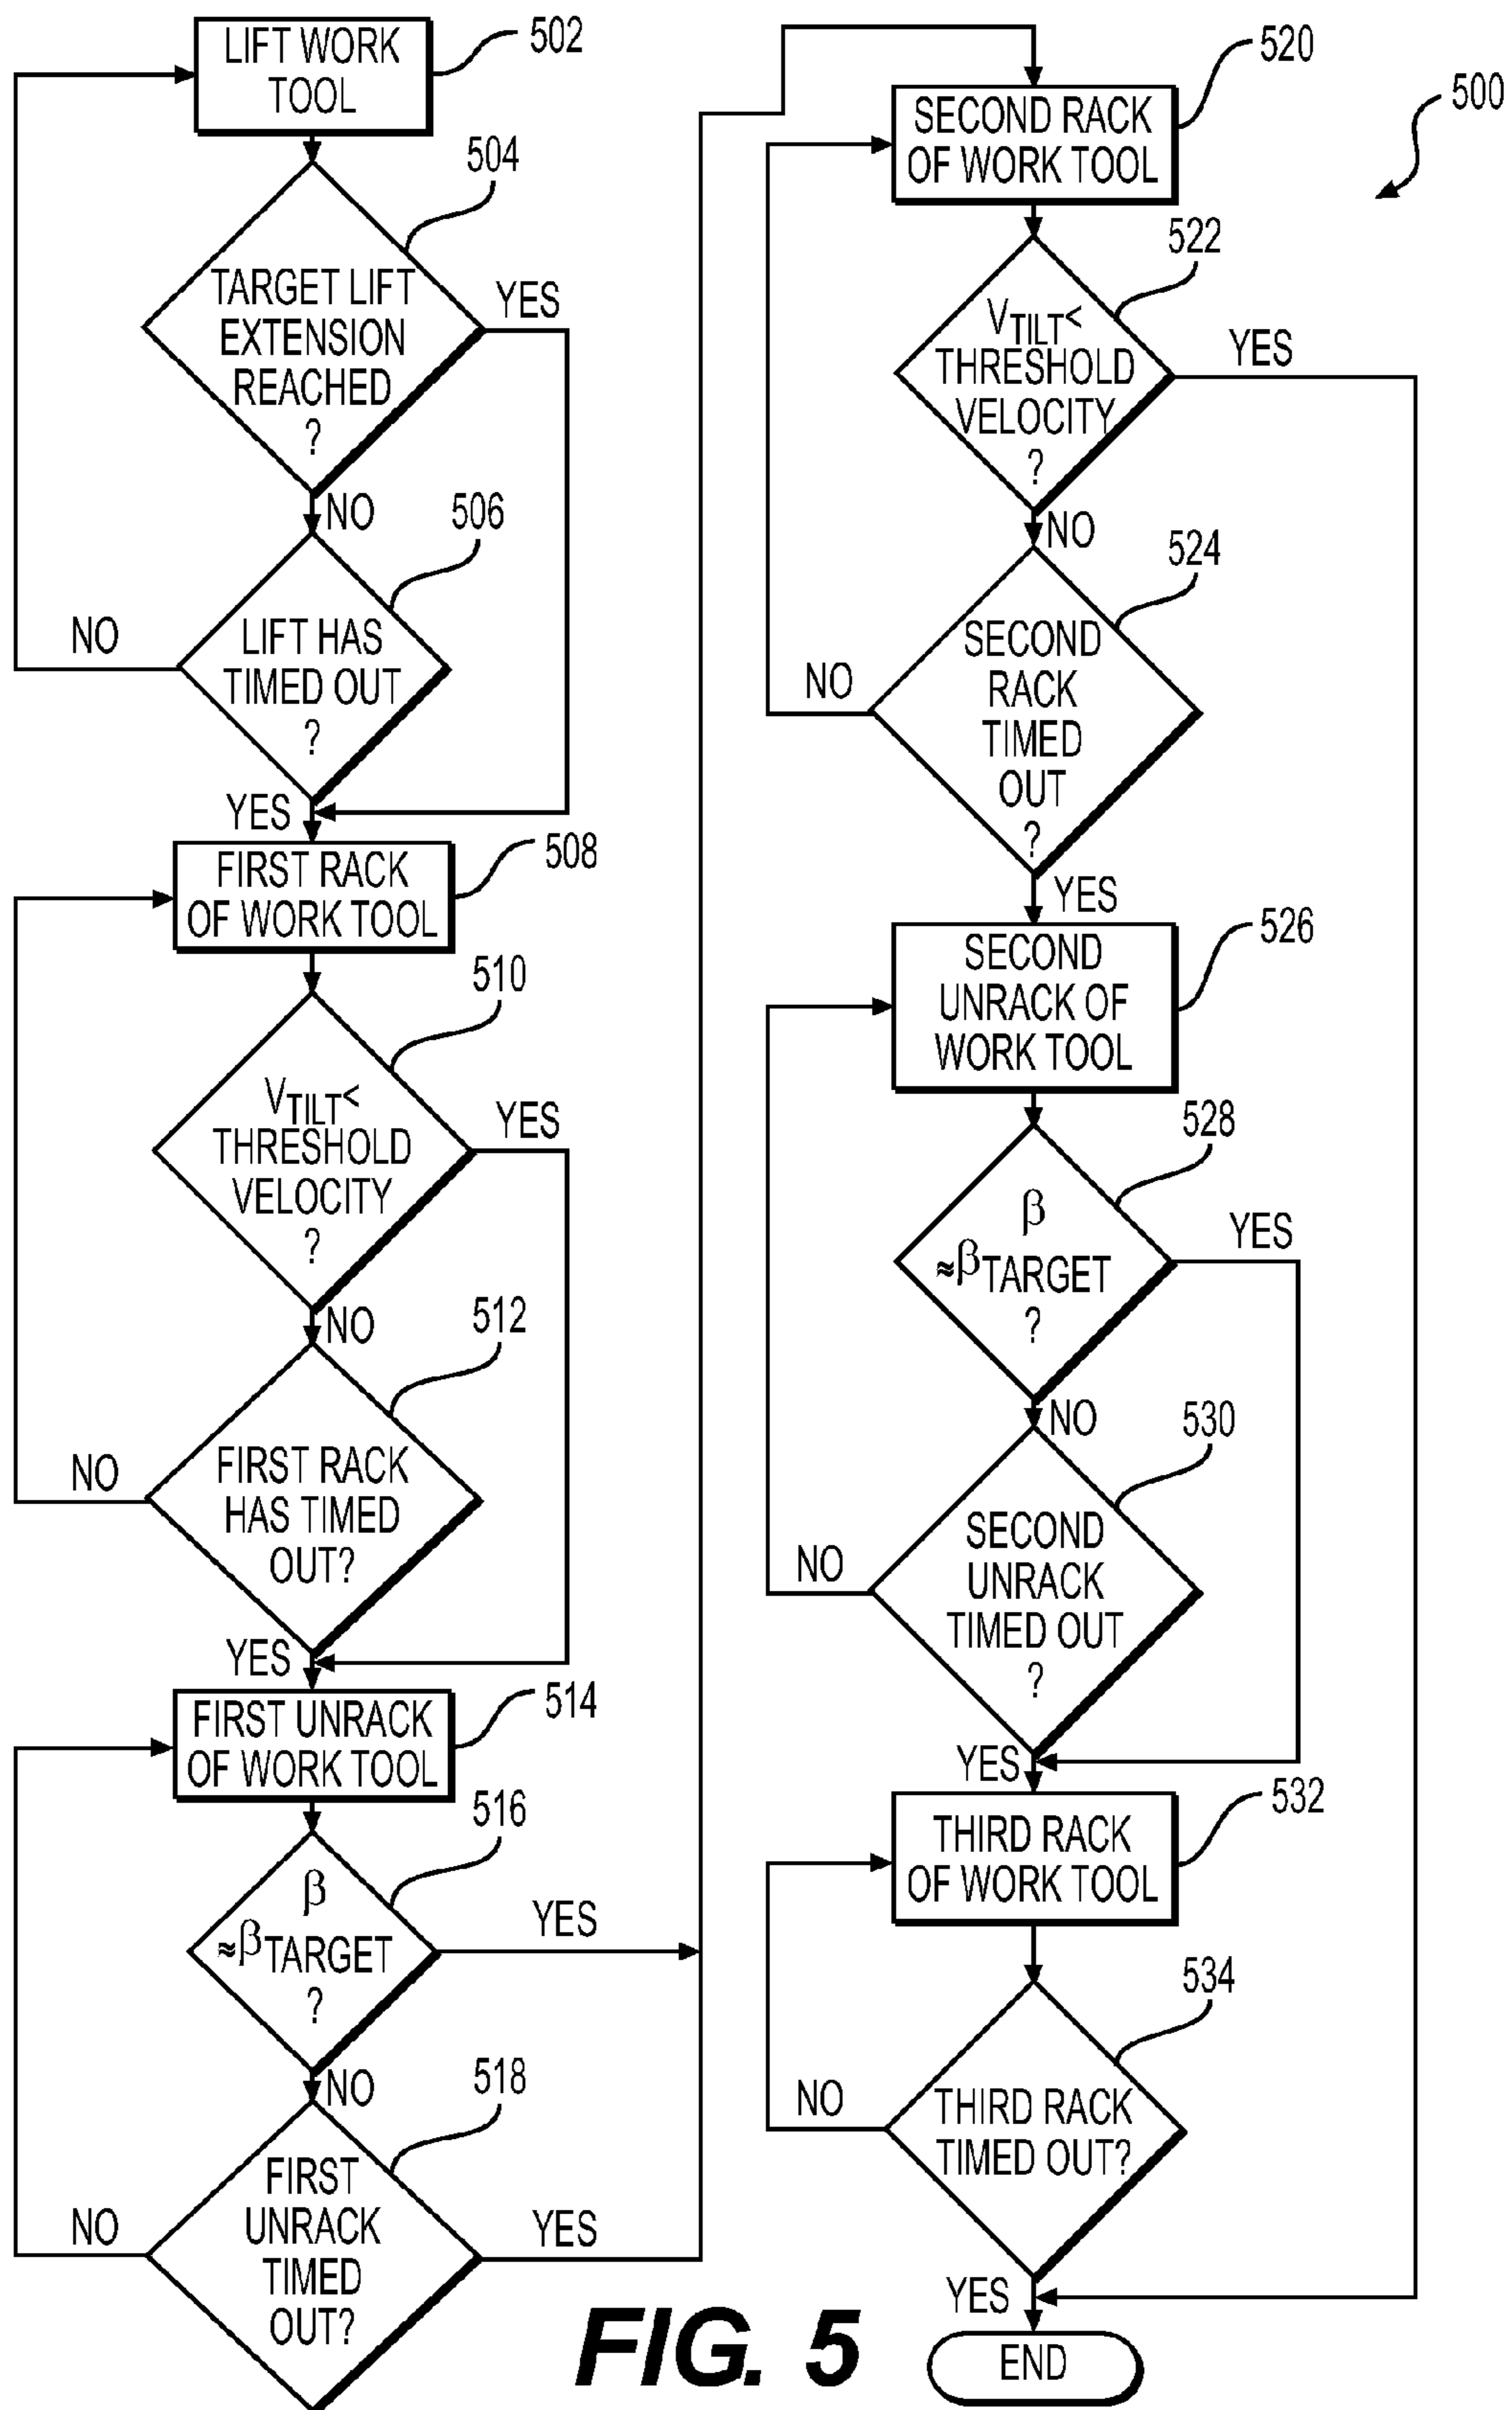 LIFT WORK
TOOL
502
504
TARGET LIFT
EXTENSION
REACHED
?
YES
NO
506
LIFT HAS
TIMED OUT
?
NO
YES
FIRST RACK
OF WORK TOOL
508
510
VTILT<
THRESHOLD
VELOCITY
?
YES
NO
512
FIRST RACK
HAS TIMED
OUT?
NO
YES
FIRST UNRACK
OF WORK TOOL
514
516
β
≈βTARGET
?
YES
NO
518
FIRST
UNRACK
TIMED
OUT?
NO
YES
SECOND RACK
OF WORK TOOL
520
500
522
VTILT<
THRESHOLD
VELOCITY
?
YES
NO
524
SECOND
RACK
TIMED
OUT
?
NO
YES
SECOND
UNRACK OF
WORK TOOL
526
528
β
≈βTARGET
?
YES
NO
530
SECOND
UNRACK
TIMED OUT
?
NO
YES
THIRD RACK
OF WORK TOOL
532
534
THIRD RACK
TIMED OUT?
NO
YES
END
FIG. 5